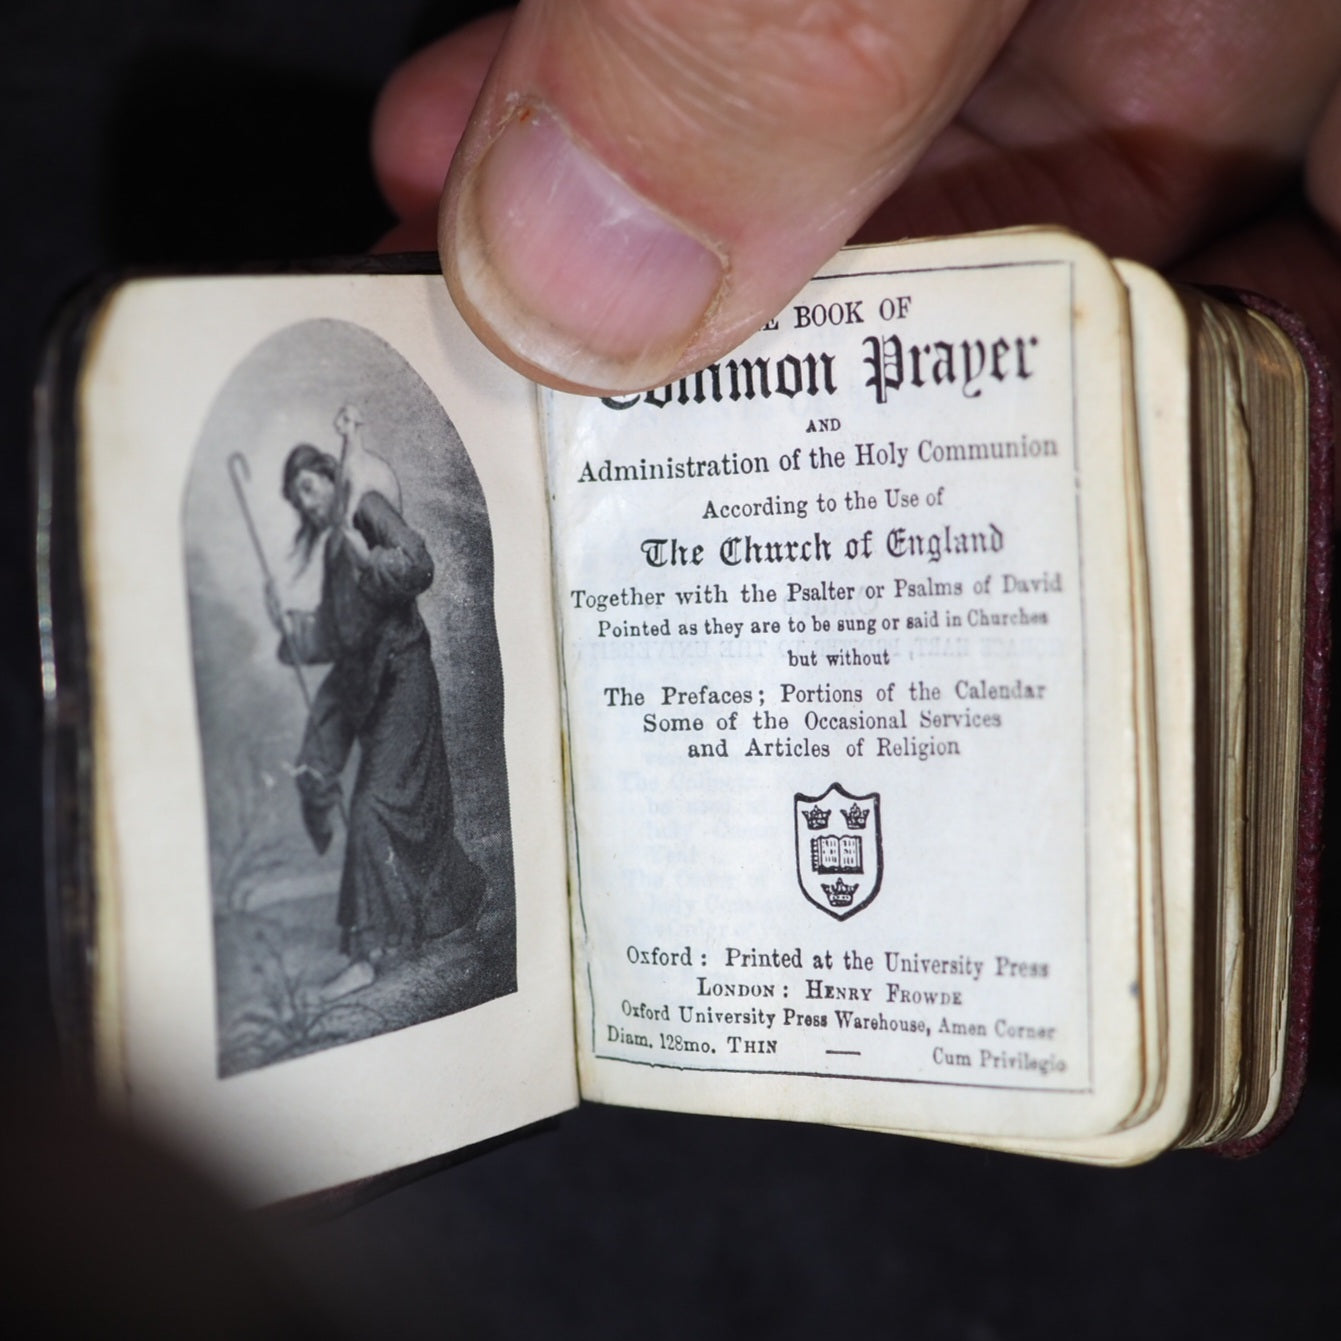 BOOK OF
Common Prayer
AND
Administration of the Holy Communion
According to the Use of
The Church of England
Together with the Psalter or Psalms of David
Pointed as they are to be sung or said in Churches
but without
The Prefaces; Portions of the Calendar
Some of the Occasional Services
and Articles of Religion
Oxford: Printed at the University Press
LONDON: HENRY FROWDE
Oxford University Press Warehouse, Amen Corner
Diam. 128mo. THIN — Cum Privilegio